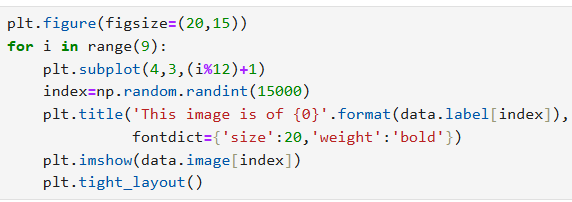 plt.figure(figsize=(20,15))
for i in range(9):
    plt.subplot(4,3,(i%12)+1)
    index=np.random.randint(15000)
    plt.title('This image is of {0}'.format(data.label[index]),
              fontdict={'size':20,'weight':'bold'})
    plt.imshow(data.image[index])
    plt.tight_layout()